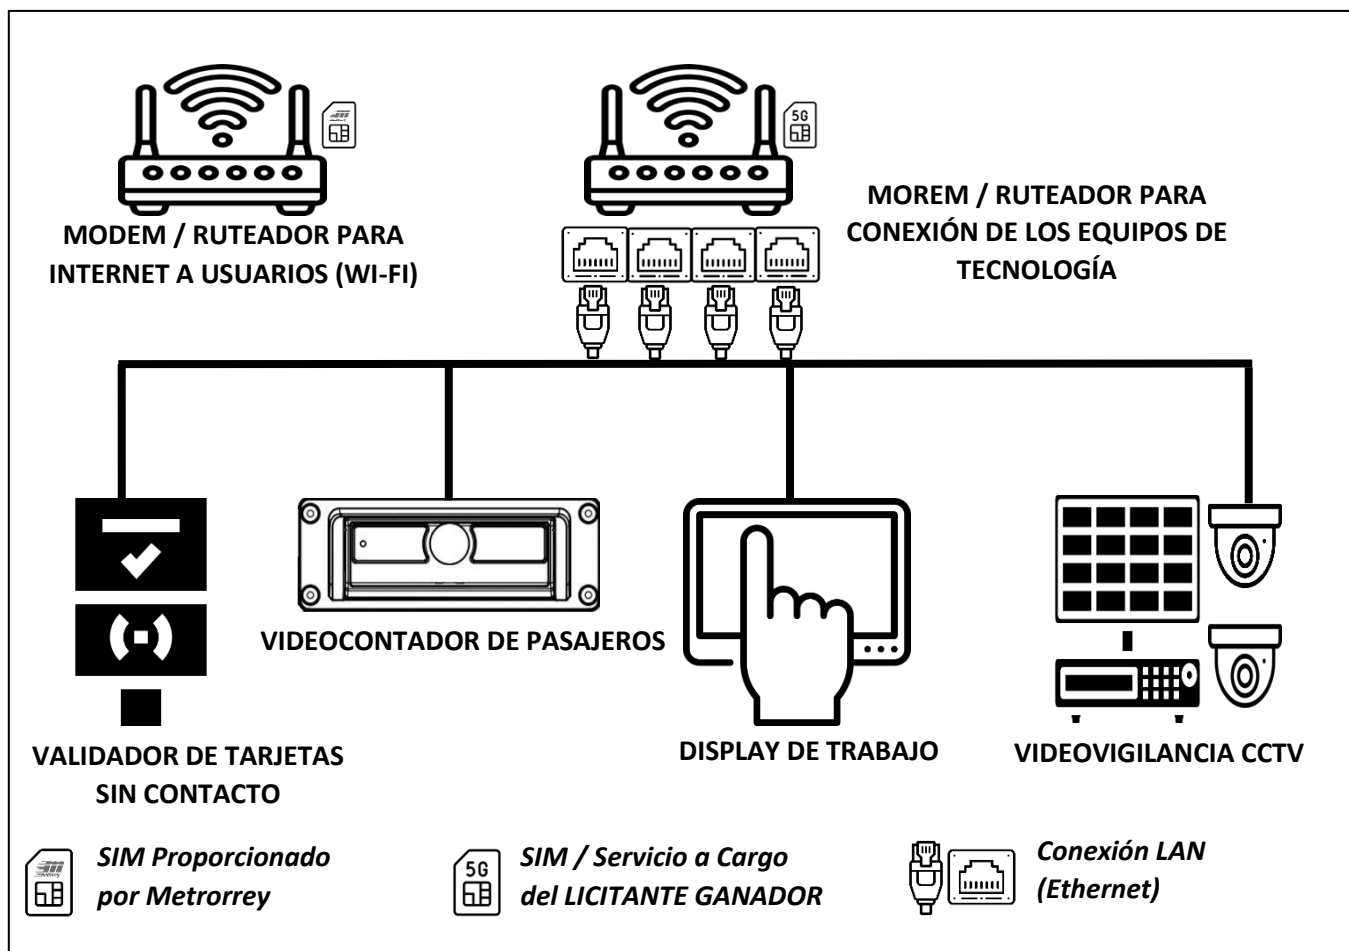 5G
MODEM / RUTEADOR PARA
INTERNET A USUARIOS (WI-FI)
MOREM / RUTEADOR PARA
CONEXIÓN DE LOS EQUIPOS DE
TECNOLOGÍA
VIDEOCONTADOR DE PASAJEROS
VALIDADOR DE TARJETAS
SIN CONTACTO
DISPLAY DE TRABAJO
VIDEOVIGILANCIA CCTV
SIM Proporcionado
por Metrorrey
5G
SIM / Servicio a Cargo
del LICITANTE GANADOR
Conexión LAN
(Ethernet)